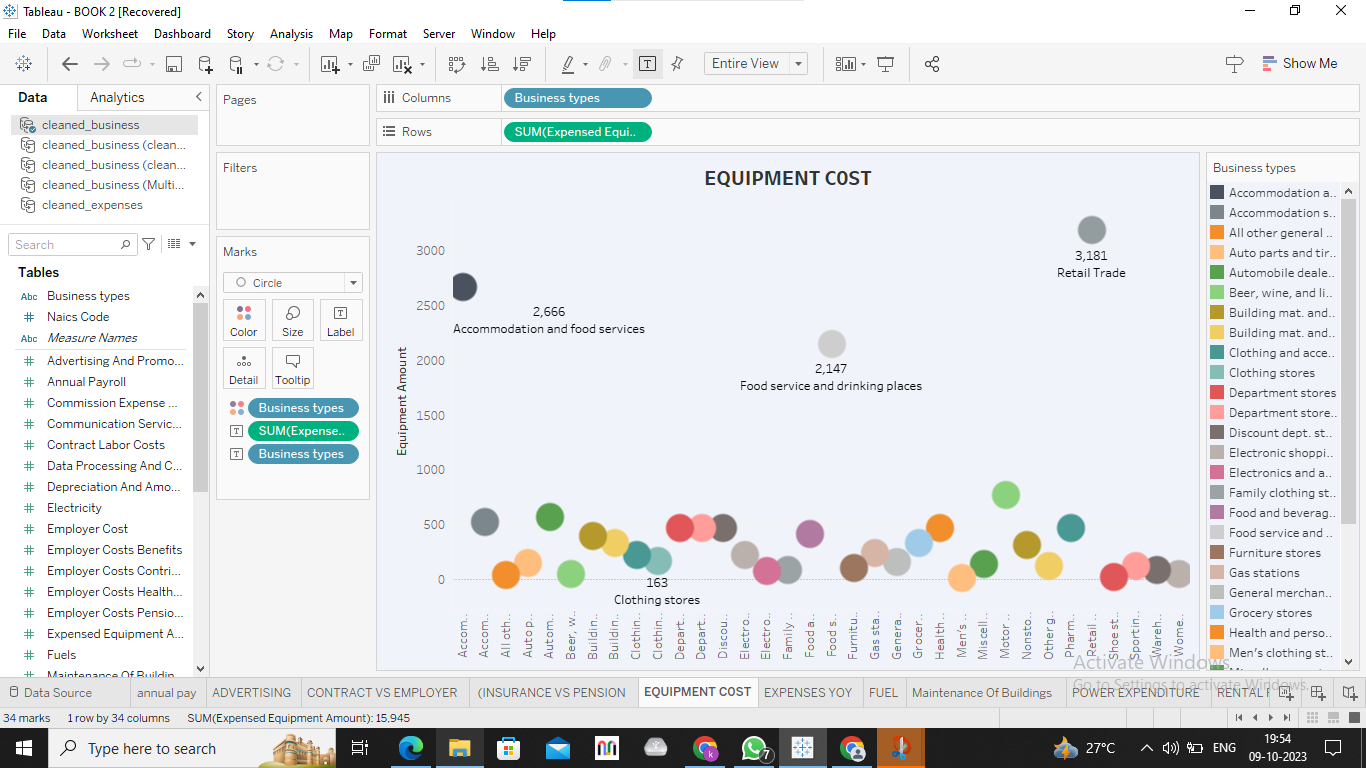 Tableau - BOOK 2 [Recovered]
File Data Worksheet Dashboard Story Analysis Map Format Server Window Help
Entire View
Show Me
Data Analytics
cleaned_business
cleaned_business (clean...
cleaned_business (clean...
cleaned_business (Multi...
cleaned_expenses
Search
Tables
Abc Business types
# Naics Code
Abc Measure Names
# Advertising And Promo...
# Annual Payroll
# Commission Expense ...
# Communication Servic...
# Contract Labor Costs
# Data Processing And C...
# Depreciation And Amo...
# Electricity
# Employer Cost
# Employer Costs Benefits
# Employer Costs Contri...
# Employer Costs Health...
# Employer Costs Pensio...
# Expensed Equipment A...
# Fuels
# Maintenance Of Buildin...
Pages
Filters
Marks
Circle
Color Size Label
Detail Tooltip
Business types
SUM(Expense..
Business types
Columns Business types
Rows SUM(Expensed Equi..
EQUIPMENT C0ST
Equipment Amount
3000
2500
2000
1500
1000
500
0
3,181
Retail Trade
2,666
Accommodation and food services
2,147
Food service and drinking places
163
Clothing stores
Accom..
Accom..
All oth..
Auto p..
Autom..
Beer, w..
Buildin..
Buildin..
Clothin..
Clothin..
Depart..
Depart..
Discou..
Electro..
Electro..
Family ..
Food a..
Food s..
Furnitu..
Gas sta..
Genera..
Grocer..
Health ..
Men's ..
Miscell..
Motor ..
Nonsto..
Other g..
Pharm..
Retail ..
Shoe st..
Sportin..
Wareh..
Wome..
Business types
Accommodation a..
Accommodation s..
All other general ..
Auto parts and tir..
Automobile deale..
Beer, wine, and li..
Building mat. and..
Building mat. and..
Clothing and acce..
Clothing stores
Department stores
Department store..
Discount dept. st..
Electronic shoppi..
Electronics and a..
Family clothing st..
Food and beverag..
Food service and ..
Furniture stores
Gas stations
General merchan..
Grocery stores
Health and perso..
Men's clothing st..
Activate Windows
Go to Settings to activate Windows.
Data Source annual pay ADVERTISING CONTRACT VS EMPLOYER (INSURANCE VS PENSION EQUIPMENT COST EXPENSES YOY FUEL Maintenance Of Buildings POWER EXPENDITURE RENTAL
34 marks 1 row by 34 columns SUM(Expensed Equipment Amount): 15,945
Type here to search
7
27°C
ENG
19:54
09-10-2023